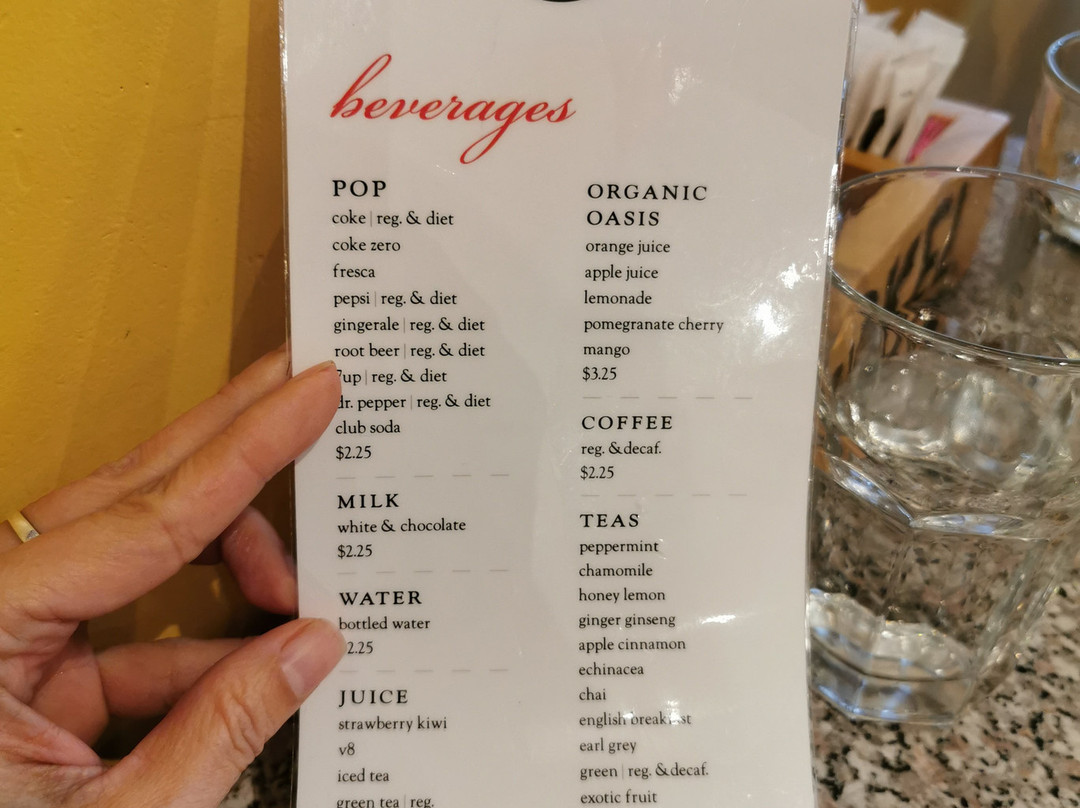 beverages
POP
coke | reg. & diet
coke zero
fresca
pepsi | reg. & diet
gingerale | reg. & diet
root beer | reg. & diet
7up | reg. & diet
dr. pepper | reg. & diet
club soda
$2.25
MILK
white & chocolate
$2.25
WATER
bottled water
2.25
JUICE
strawberry kiwi
v8
iced tea
green tea | reg.
ORGANIC
OASIS
orange juice
apple juice
lemonade
pomegranate cherry
mango
$3.25
COFFEE
reg. &decaf.
$2.25
TEAS
peppermint
chamomile
honey lemon
ginger ginseng
apple cinnamon
echinacea
chai
english breakfast
earl grey
green | reg. &decaf.
exotic fruit